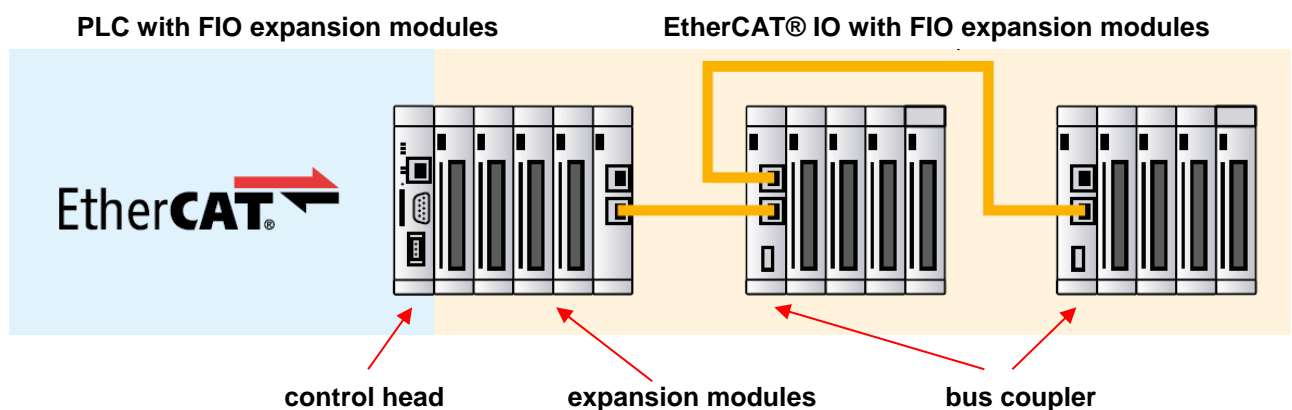 PLC with FIO expansion modules
EtherCAT® IO with FIO expansion modules
EtherCAT®
control head
expansion modules
bus coupler